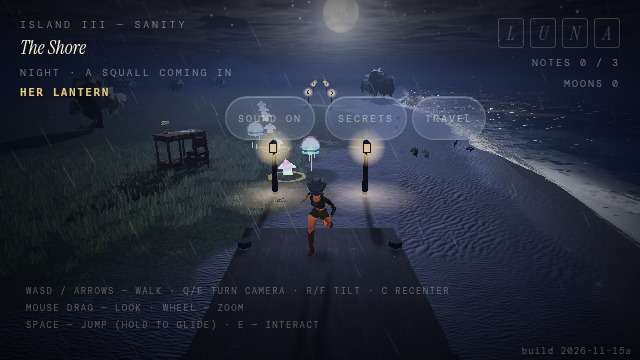 ISLAND III — SANITY
The Shore
NIGHT · A SQUALL COMING IN
HER LANTERN
L U N A
NOTES 0 / 3
MOONS 0
SOUND ON
SECRETS
TRAVEL
WASD / ARROWS — WALK · Q/E TURN CAMERA · R/F TILT · C RECENTER
MOUSE DRAG — LOOK · WHEEL — ZOOM
SPACE — JUMP (HOLD TO GLIDE) · E — INTERACT
build 2026-11-15a